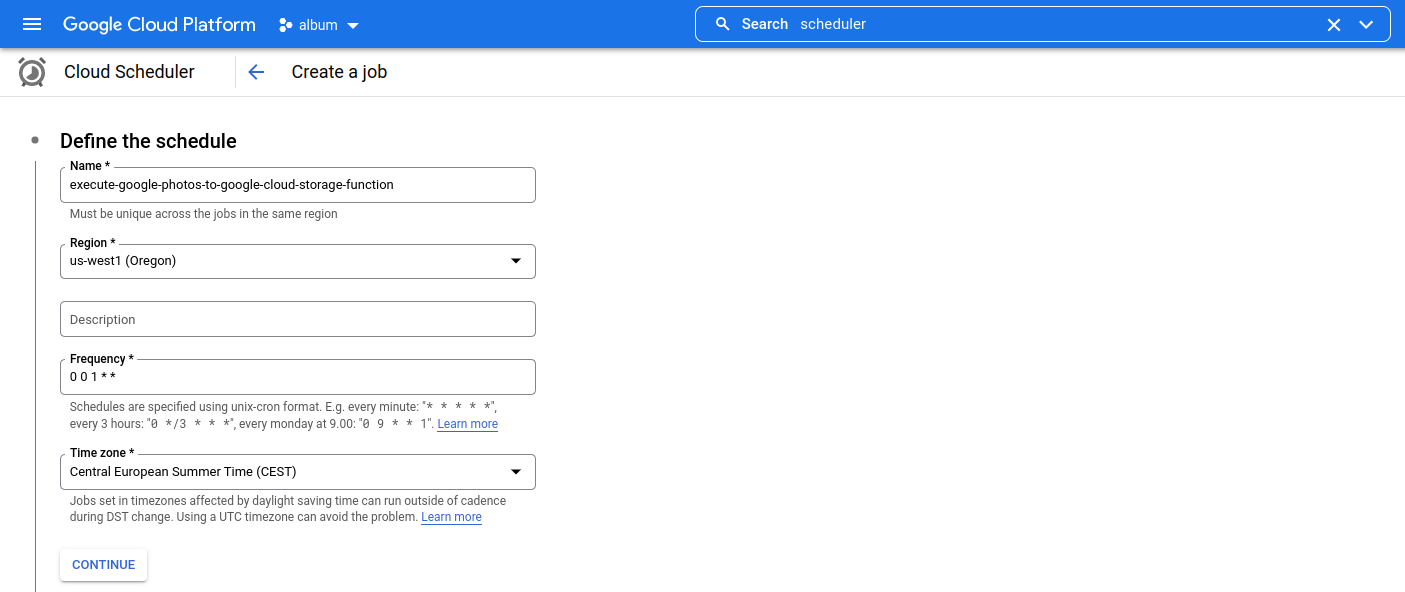 Google Cloud Platform album Search scheduler
Cloud Scheduler Create a job
Define the schedule
Name *
execute-google-photos-to-google-cloud-storage-function
Must be unique across the jobs in the same region
Region *
us-west1 (Oregon)
Description
Frequency *
0 0 1 * *
Schedules are specified using unix-cron format. E.g. every minute: "* * * * *",
every 3 hours: "0 */3 * * *", every monday at 9.00: "0 9 * * 1". Learn more
Time zone *
Central European Summer Time (CEST)
Jobs set in timezones affected by daylight saving time can run outside of cadence
during DST change. Using a UTC timezone can avoid the problem. Learn more
CONTINUE